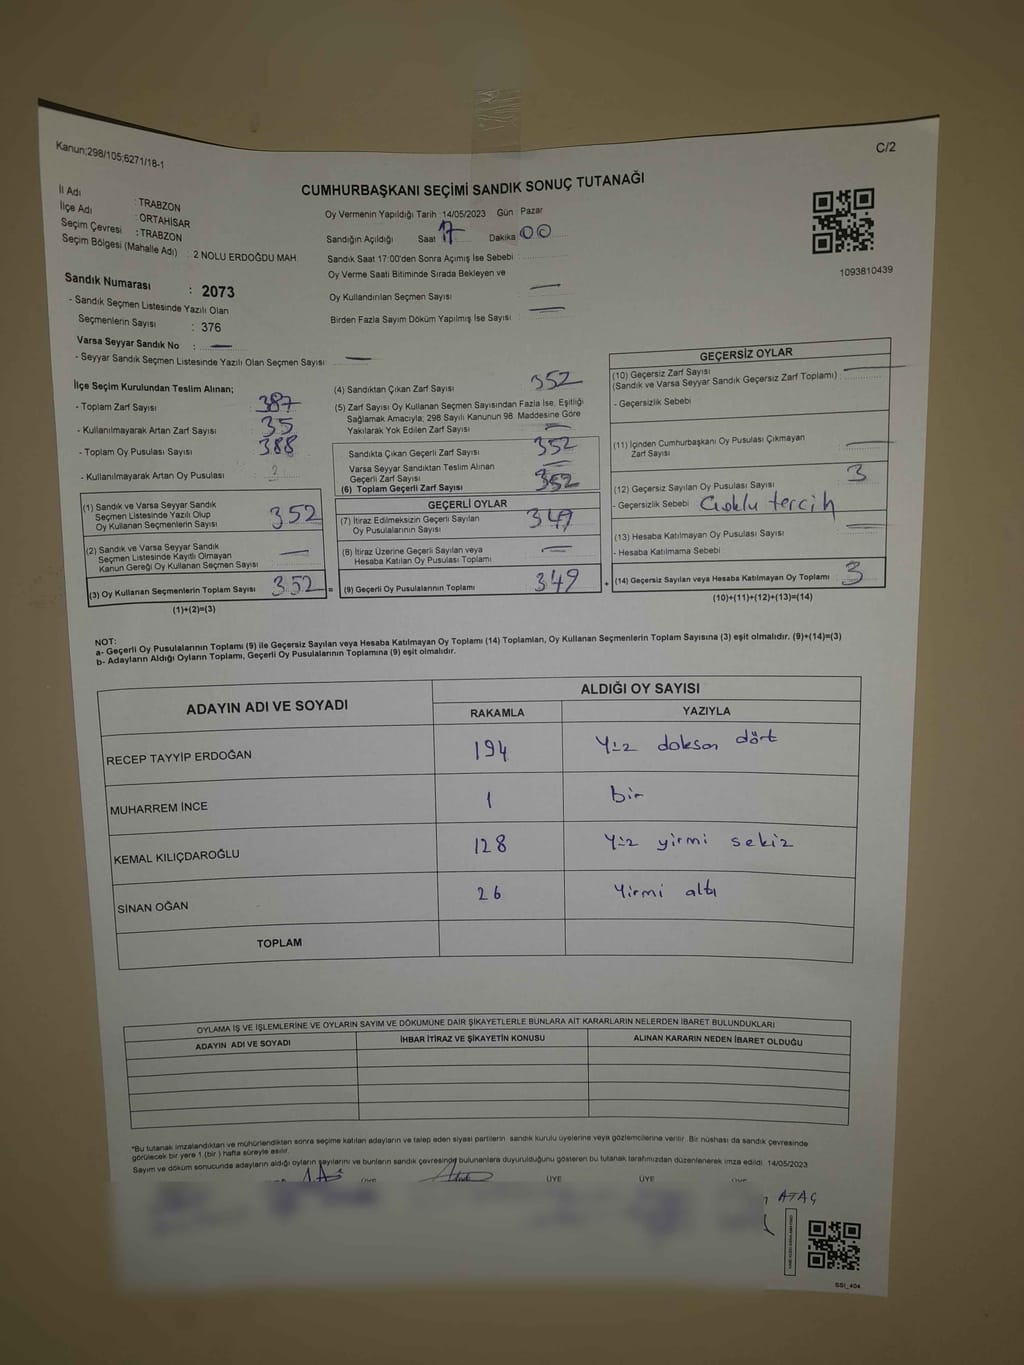 Kanun;298/105;6271/18-1
C/2
CUMHURBAŞKANI SEÇİMİ SANDIK SONUÇ TUTANAĞI
İl Adı : TRABZON
İlçe Adı : ORTAHİSAR
Seçim Çevresi : TRABZON
Seçim Bölgesi (Mahalle Adı) : 2 NOLU ERDOĞDU MAH.
Oy Vermenin Yapıldığı Tarih :14/05/2023 Gün : Pazar
Sandığın Açıldığı Saat 17 Dakika 00
Sandık Saat 17:00'den Sonra Açımış İse Sebebi :
Oy Verme Saati Bitiminde Sırada Bekleyen ve
Oy Kullandırılan Seçmen Sayısı —
Birden Fazla Sayım Döküm Yapılmış İse Sayısı —
1093810439
Sandık Numarası : 2073
- Sandık Seçmen Listesinde Yazılı Olan
Seçmenlerin Sayısı : 376
Varsa Seyyar Sandık No : —
- Seyyar Sandık Seçmen Listesinde Yazılı Olan Seçmen Sayısı —
İlçe Seçim Kurulundan Teslim Alınan;
- Toplam Zarf Sayısı : 387
- Kullanılmayarak Artan Zarf Sayısı : 35
- Toplam Oy Pusulası Sayısı : 388
- Kullanılmayarak Artan Oy Pusulası :
(1) Sandık ve Varsa Seyyar Sandık
Seçmen Listesinde Yazılı Olup
Oy Kullanan Seçmenlerin Sayısı 352
(2) Sandık ve Varsa Seyyar Sandık
Seçmen Listesinde Kayıtlı Olmayan
Kanun Gereği Oy Kullanan Seçmen Sayısı —
(3) Oy Kullanan Seçmenlerin Toplam Sayısı 352 =
(1)+(2)=(3)
(4) Sandıktan Çıkan Zarf Sayısı 352
(5) Zarf Sayısı Oy Kullanan Seçmen Sayısından Fazla İse, Eşitliği
Sağlamak Amacıyla; 298 Sayılı Kanunun 98. Maddesine Göre
Yakılarak Yok Edilen Zarf Sayısı —
Sandıkta Çıkan Geçerli Zarf Sayısı 352
Varsa Seyyar Sandıktan Teslim Alınan
Geçerli Zarf Sayısı —
(6) Toplam Geçerli Zarf Sayısı 352
GEÇERLİ OYLAR
(7) İtiraz Edilmeksizin Geçerli Sayılan
Oy Pusulalarının Sayısı 349
(8) İtiraz Üzerine Geçerli Sayılan veya
Hesaba Katılan Oy Pusulası Toplamı —
(9) Geçerli Oy Pusulalarının Toplamı 349 +
GEÇERSİZ OYLAR
(10) Geçersiz Zarf Sayısı
(Sandık ve Varsa Seyyar Sandık Geçersiz Zarf Toplamı) : —
- Geçersizlik Sebebi
(11) İçinden Cumhurbaşkanı Oy Pusulası Çıkmayan
Zarf Sayısı —
(12) Geçersiz Sayılan Oy Pusulası Sayısı 3
- Geçersizlik Sebebi Çoklu tercih
(13) Hesaba Katılmayan Oy Pusulası Sayısı —
- Hesaba Katılmama Sebebi
(14) Geçersiz Sayılan veya Hesaba Katılmayan Oy Toplamı 3
(10)+(11)+(12)+(13)=(14)
NOT:
a- Geçerli Oy Pusulalarının Toplamı (9) ile Geçersiz Sayılan veya Hesaba Katılmayan Oy Toplamı (14) Toplamları, Oy Kullanan Seçmenlerin Toplam Sayısına (3) eşit olmalıdır. (9)+(14)=(3)
b- Adayların Aldığı Oyların Toplamı, Geçerli Oy Pusulalarının Toplamına (9) eşit olmalıdır.
ADAYIN ADI VE SOYADI ALDIĞI OY SAYISI
RAKAMLA YAZIYLA
RECEP TAYYİP ERDOĞAN 194 Yüz doksan dört
MUHARREM İNCE 1 bir
KEMAL KILIÇDAROĞLU 128 Yüz yirmi sekiz
SİNAN OĞAN 26 Yirmi altı
TOPLAM
OYLAMA İŞ VE İŞLEMLERİNE VE OYLARIN SAYIM VE DÖKÜMÜNE DAİR ŞİKAYETLERLE BUNLARA AİT KARARLARIN NELERDEN İBARET BULUNDUKLARI
ADAYIN ADI VE SOYADI İHBAR İTİRAZ VE ŞİKAYETİN KONUSU ALINAN KARARIN NEDEN İBARET OLDUĞU
*Bu tutanak imzalandıktan ve mühürlendikten sonra seçime katılan adayların ve talep eden siyasi partilerin sandık kurulu üyelerine veya gözlemcilerine verilir. Bir nüshası da sandık çevresinde
görülecek bir yere 1 (bir ) hafta süreyle asılır.
Sayım ve döküm sonucunda adayların aldığı oyların sayılarını ve bunların sandık çevresinde bulunanlara duyurulduğunu gösteren bu tutanak tarafımızdan düzenlenerek imza edildi. 14/05/2023
ÜYE ÜYE ÜYE ÜYE
ATAÇ
SSI_404